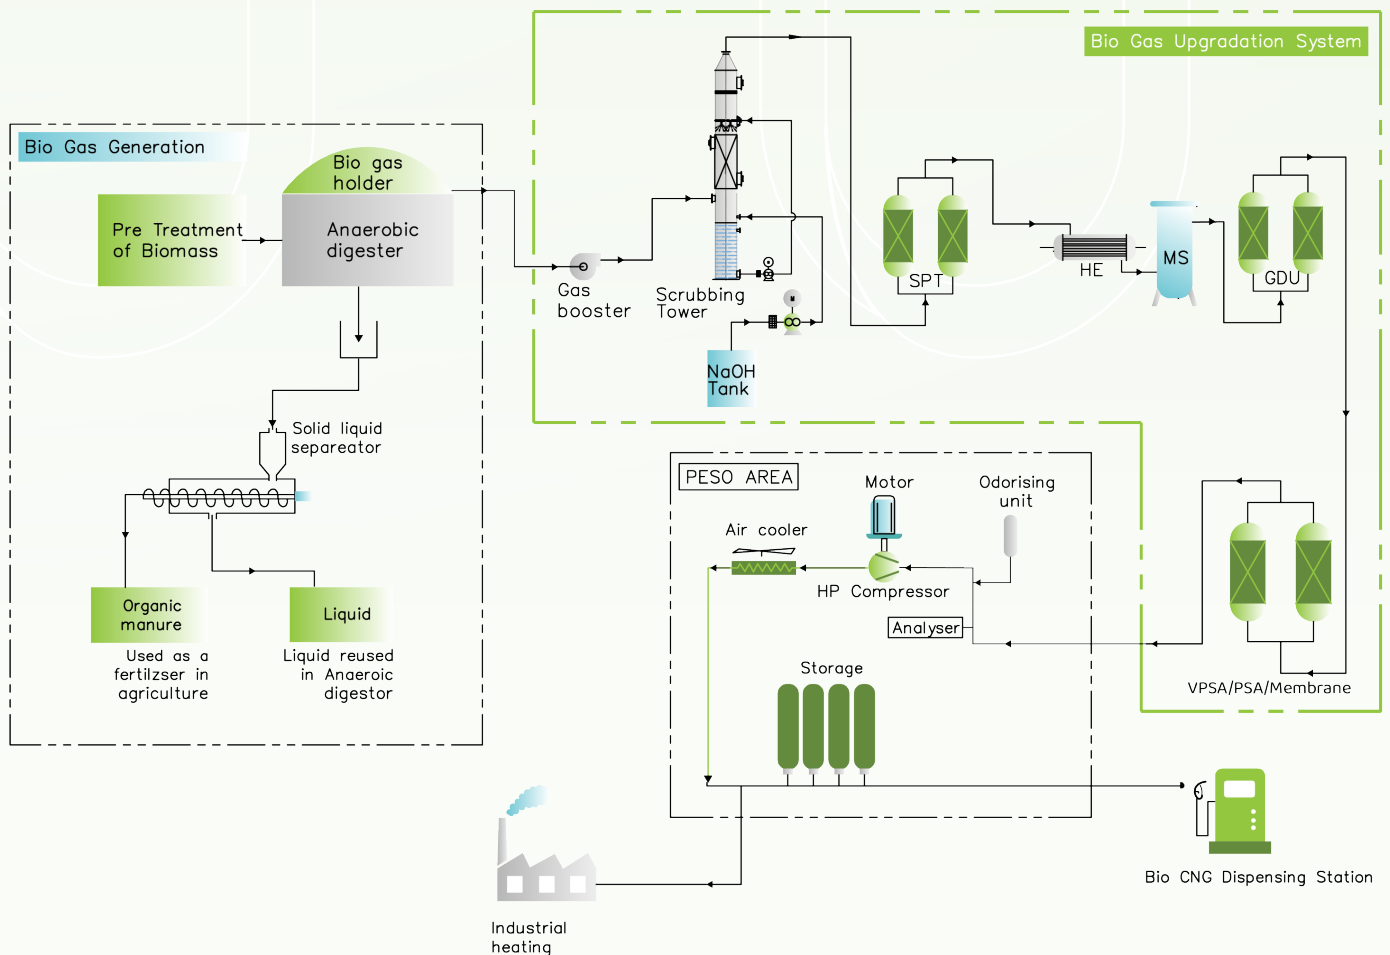 Bio Gas Upgradation System
Bio Gas Generation
Bio gas
holder
Pre Treatment
of Biomass
Anaerobic
digester
Gas
booster
Scrubbing
Tower
M
NaOH
Tank
SPT
HE
MS
GDU
Solid liquid
separeator
Organic
manure
Liquid
Used as a
fertilzser in
agriculture
Liquid reused
in Anaeroic
digestor
PESO AREA
Motor
Odorising
unit
Air cooler
HP Compressor
Analyser
Storage
VPSA/PSA/Membrane
Bio CNG Dispensing Station
Industrial
heating